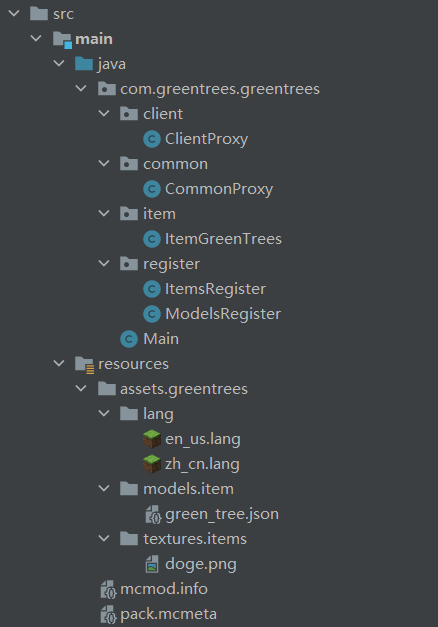 src
main
java
com.greentrees.greentrees
client
ClientProxy
common
CommonProxy
item
ItemGreenTrees
register
ItemsRegister
ModelsRegister
Main
resources
assets.greentrees
lang
en_us.lang
zh_cn.lang
models.item
green_tree.json
textures.items
doge.png
mcmod.info
pack.mcmeta